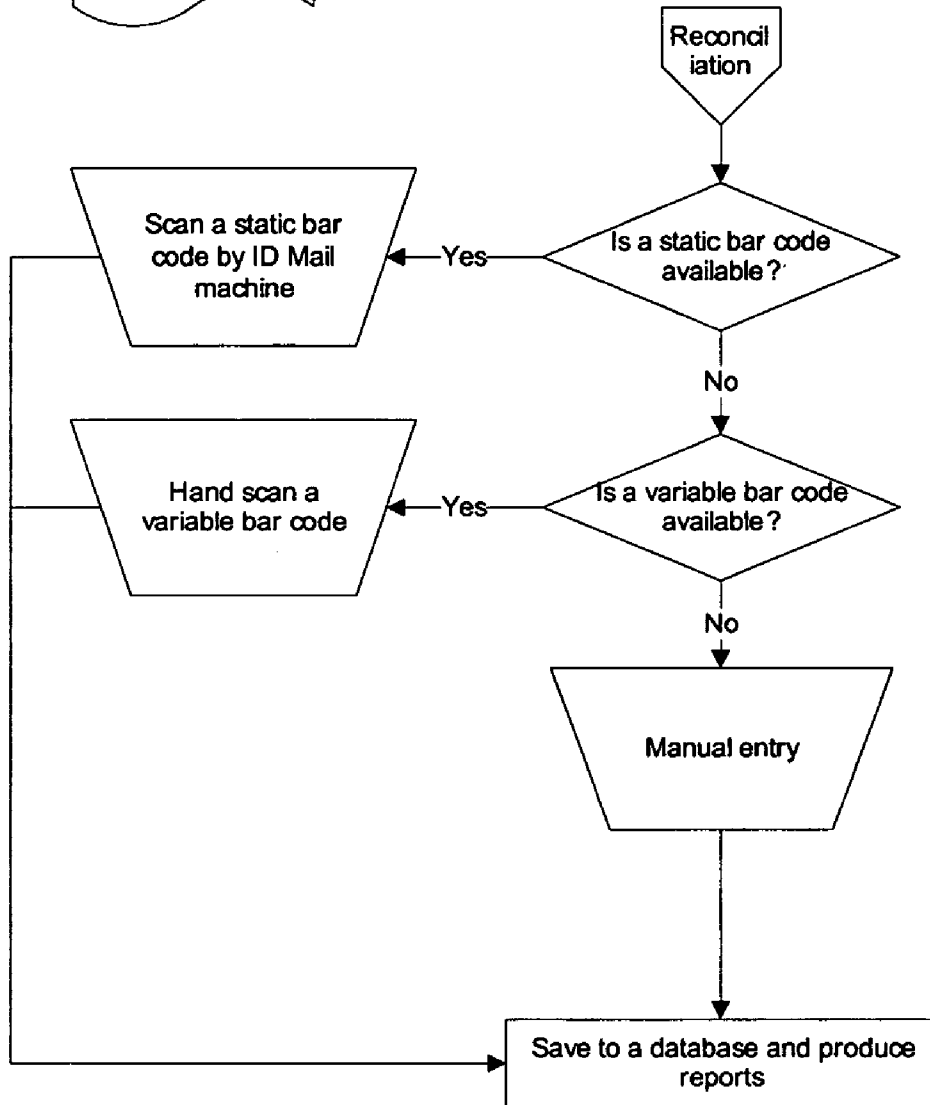 Reconcil
iation
Scan a static bar
code by ID Mail
machine
Yes
Is a static bar code
available?
No
Hand scan a
variable bar code
Yes
Is a variable bar code
available?
No
Manual entry
Save to a database and produce
reports